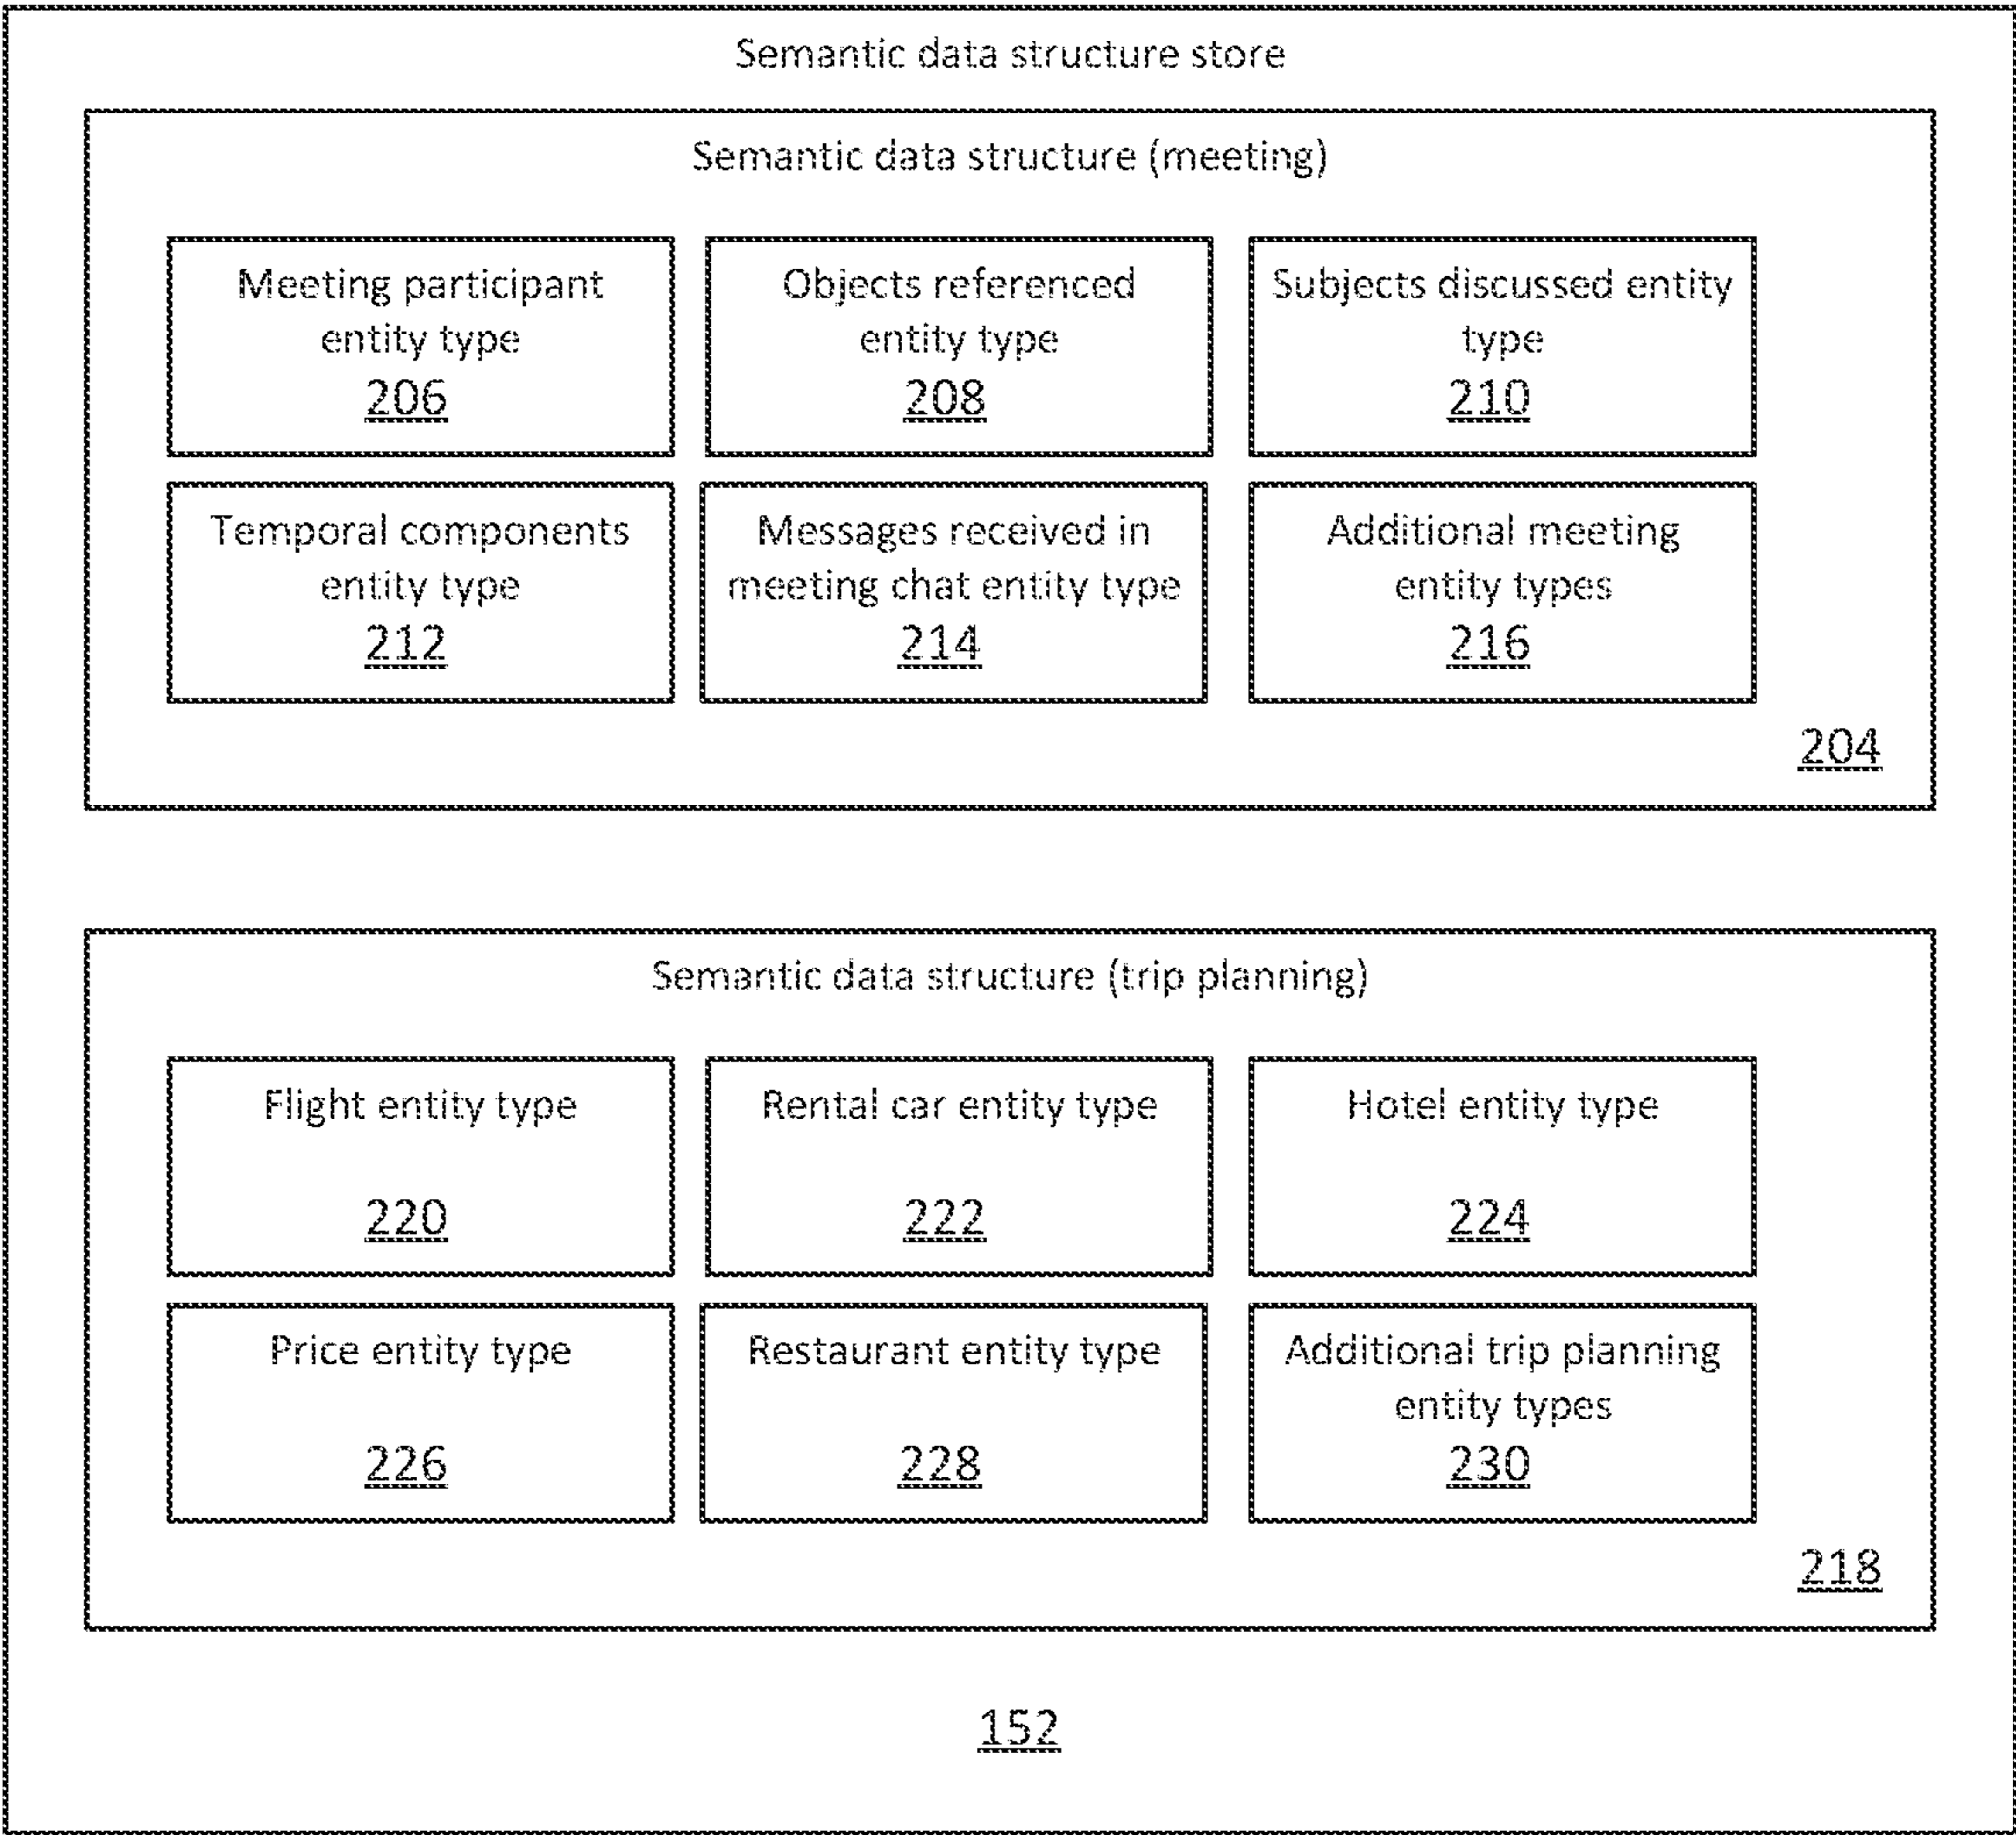 Semantic data structure store
Semantic data structure (meeting)
Meeting participant
entity type
206
Objects referenced
entity type
208
Subjects discussed entity
type
210
Temporal components
entity type
212
Messages received in
meeting chat entity type
214
Additional meeting
entity types
216
204
Semantic data structure (trip planning)
Flight entity type
220
Rental car entity type
222
Hotel entity type
224
Price entity type
226
Restaurant entity type
228
Additional trip planning
entity types
230
218
152